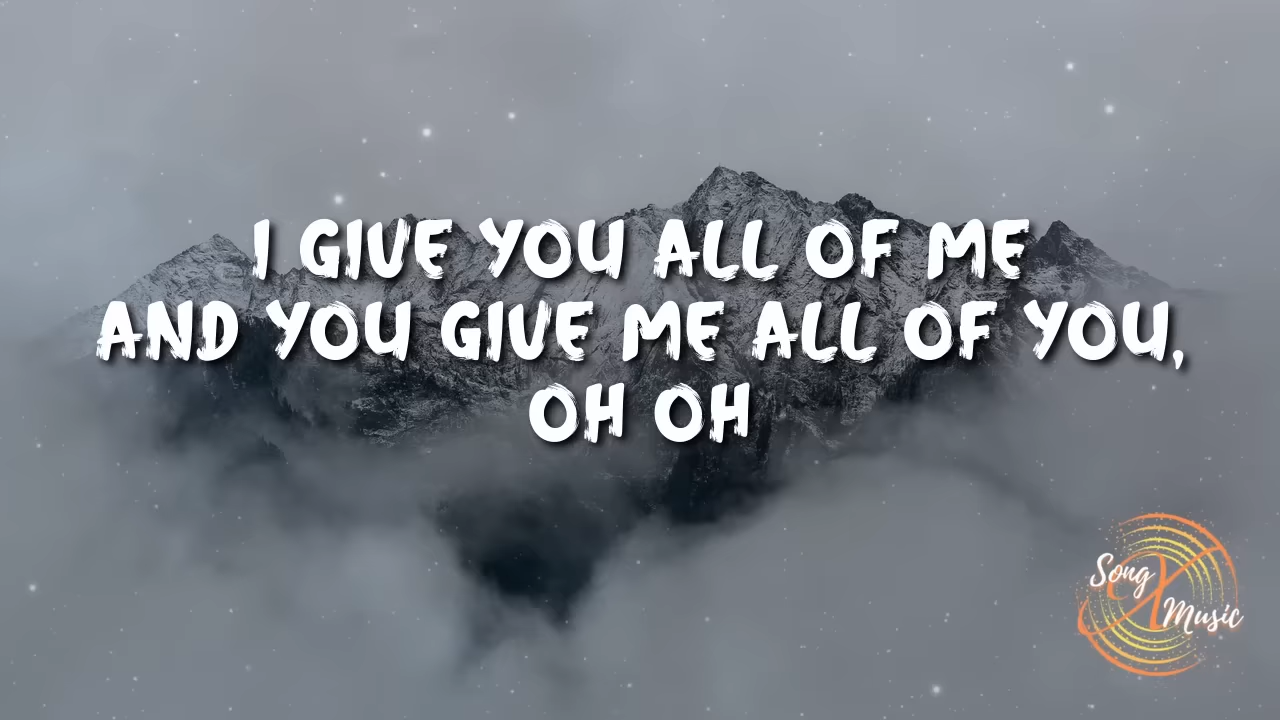 I GIVE YOU ALL OF ME
AND YOU GIVE ME ALL OF YOU,
OH OH
Song X Music